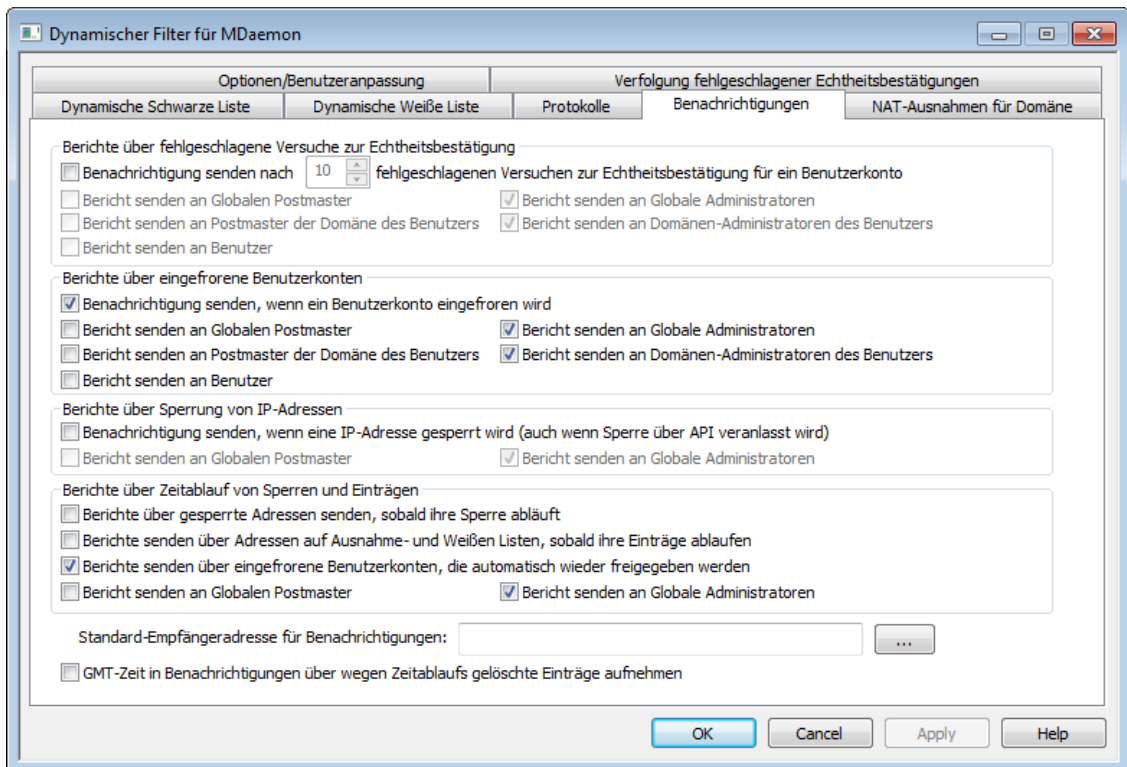 Dynamischer Filter für MDaemon
Optionen/Benutzeranpassung
Verfolgung fehlgeschlagener Echtheitsbestätigungen
Dynamische Schwarze Liste
Dynamische Weiße Liste
Protokolle
Benachrichtigungen
NAT-Ausnahmen für Domäne
Berichte über fehlgeschlagene Versuche zur Echtheitsbestätigung
Benachrichtigung senden nach 10 fehlgeschlagenen Versuchen zur Echtheitsbestätigung für ein Benutzerkonto
Bericht senden an Globalen Postmaster
Bericht senden an Globale Administratoren
Bericht senden an Postmaster der Domäne des Benutzers
Bericht senden an Domänen-Administratoren des Benutzers
Bericht senden an Benutzer
Berichte über eingefrorene Benutzerkonten
Benachrichtigung senden, wenn ein Benutzerkonto eingefroren wird
Bericht senden an Globalen Postmaster
Bericht senden an Globale Administratoren
Bericht senden an Postmaster der Domäne des Benutzers
Bericht senden an Domänen-Administratoren des Benutzers
Bericht senden an Benutzer
Berichte über Sperrung von IP-Adressen
Benachrichtigung senden, wenn eine IP-Adresse gesperrt wird (auch wenn Sperre über API veranlasst wird)
Bericht senden an Globalen Postmaster
Bericht senden an Globale Administratoren
Berichte über Zeitablauf von Sperren und Einträgen
Berichte über gesperrte Adressen senden, sobald ihre Sperre abläuft
Berichte senden über Adressen auf Ausnahme- und Weißen Listen, sobald ihre Einträge ablaufen
Berichte senden über eingefrorene Benutzerkonten, die automatisch wieder freigegeben werden
Bericht senden an Globalen Postmaster
Bericht senden an Globale Administratoren
Standard-Empfängeradresse für Benachrichtigungen:
...
GMT-Zeit in Benachrichtigungen über wegen Zeitablaufs gelöschte Einträge aufnehmen
OK
Cancel
Apply
Help